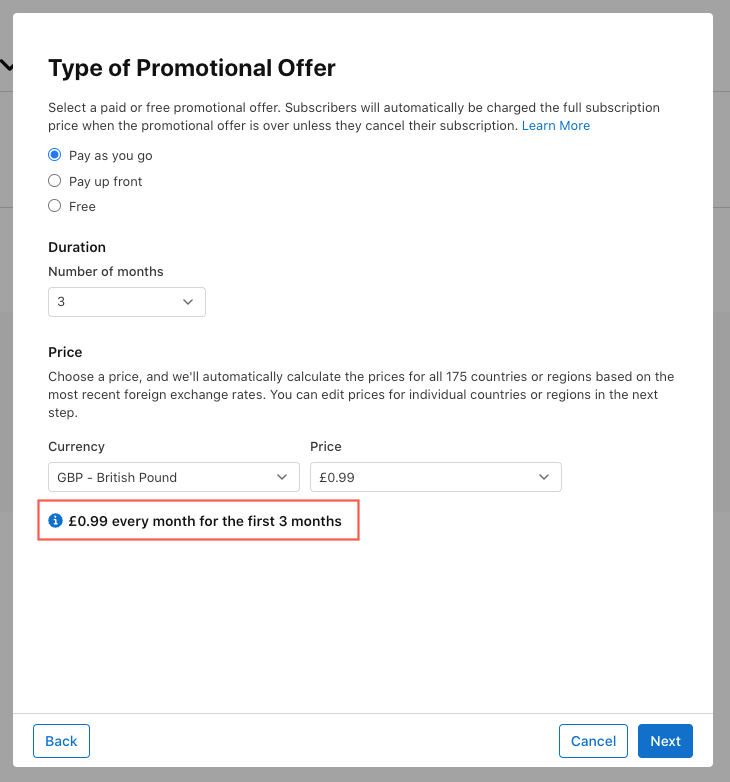 Type of Promotional Offer
Select a paid or free promotional offer. Subscribers will automatically be charged the full subscription
price when the promotional offer is over unless they cancel their subscription. Learn More
Pay as you go
Pay up front
Free
Duration
Number of months
3
Price
Choose a price, and we'll automatically calculate the prices for all 175 countries or regions based on the
most recent foreign exchange rates. You can edit prices for individual countries or regions in the next
step.
Currency Price
GBP - British Pound £0.99
£0.99 every month for the first 3 months
Back Cancel Next